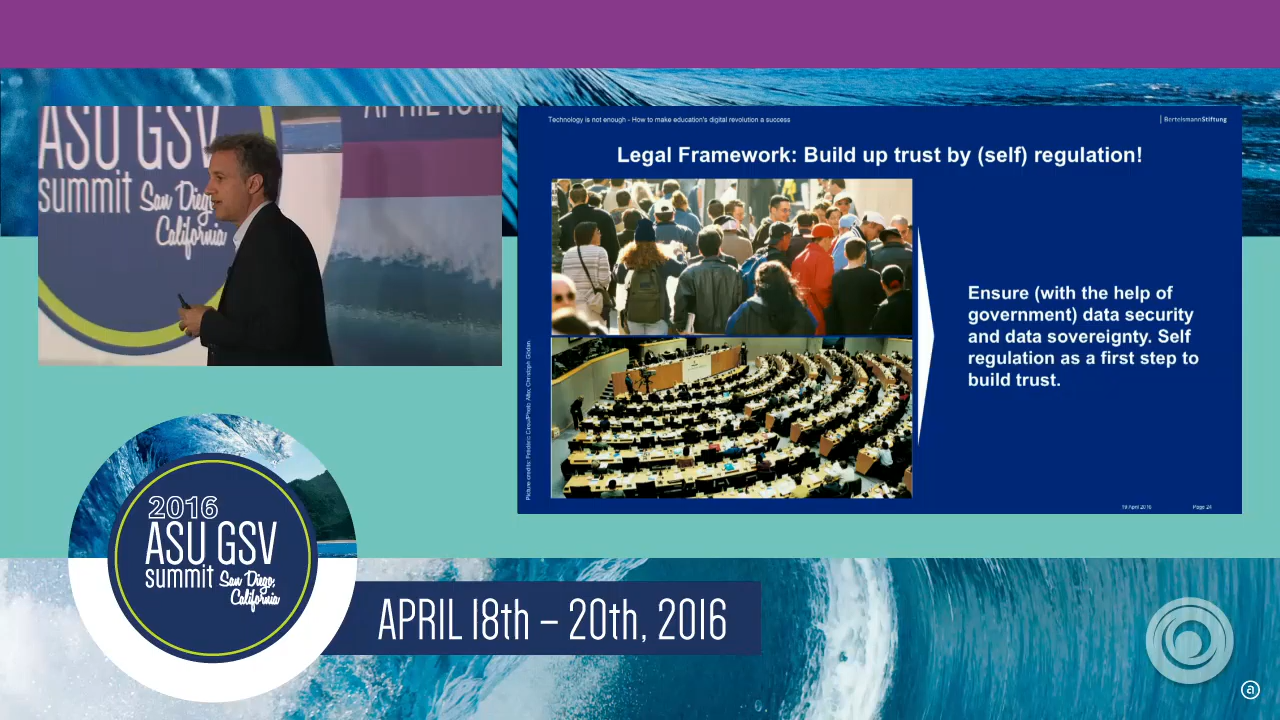 ASU GSV
summit San Diego,
California
APRIL 18th
Technology is not enough - How to make education's digital revolution a success
BertelsmannStiftung
Legal Framework: Build up trust by (self) regulation!
Ensure (with the help of
government) data security
and data sovereignty. Self
regulation as a first step to
build trust.
19 April 2016
Page 24
2016
ASU GSV
summit San Diego,
California
APRIL 18th – 20th, 2016
a